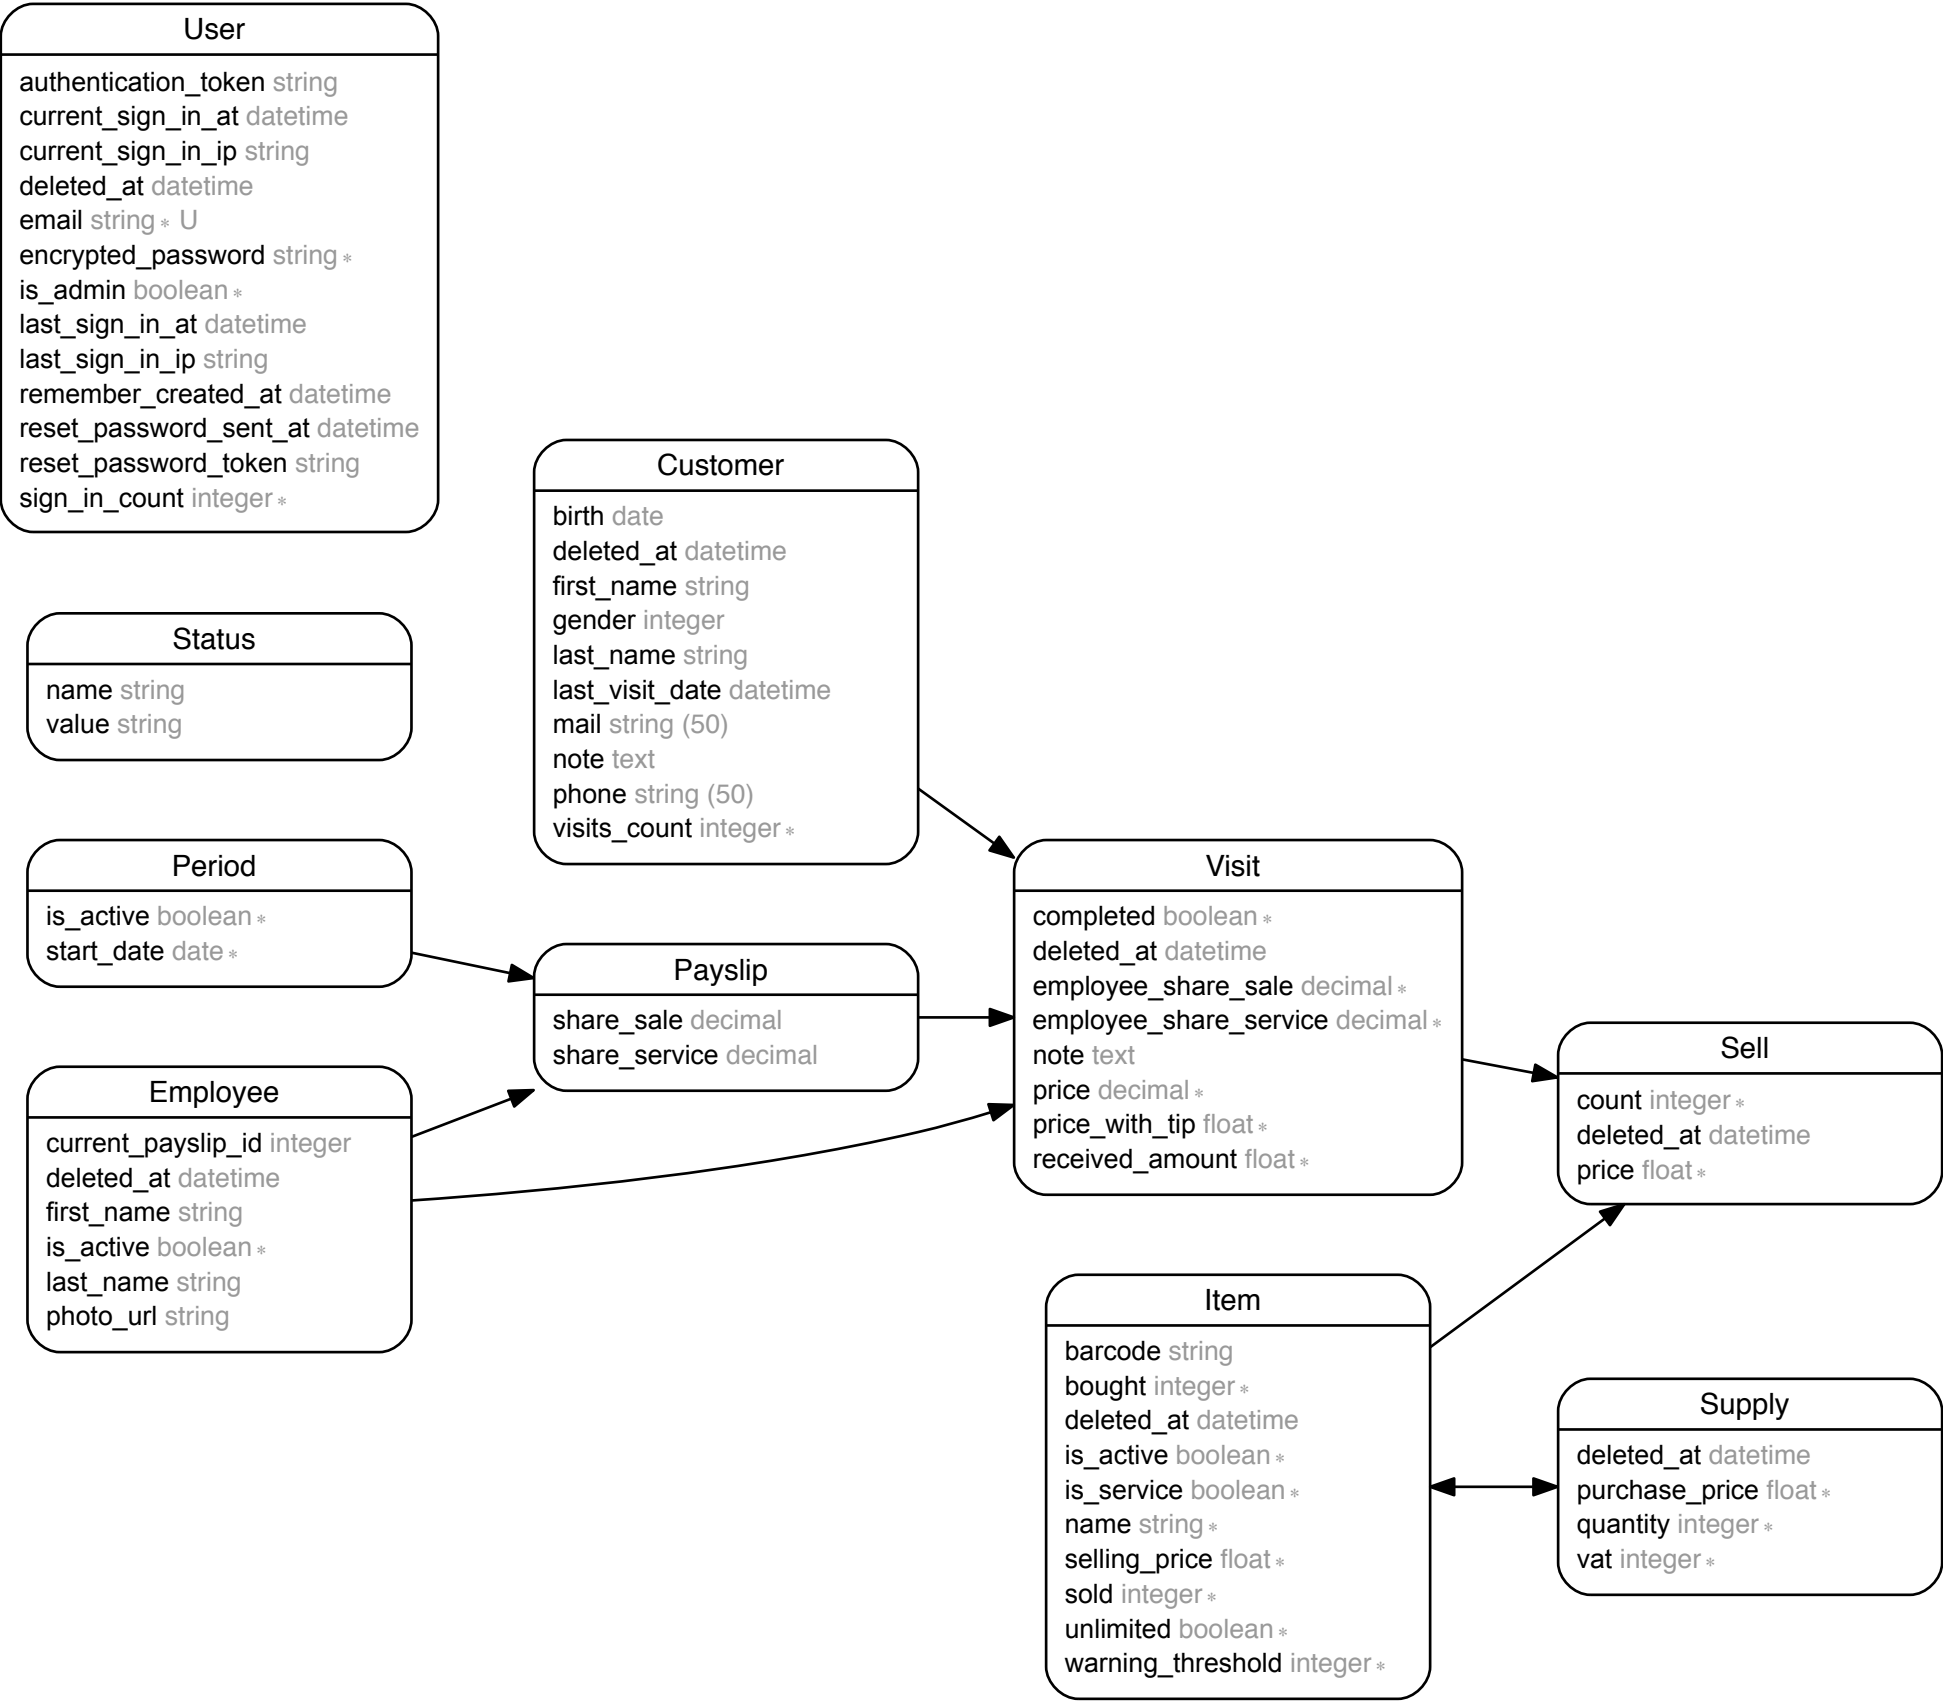 User
authentication_token string
current_sign_in_at datetime
current_sign_in_ip string
deleted_at datetime
email string ∗ U
encrypted_password string ∗
is_admin boolean ∗
last_sign_in_at datetime
last_sign_in_ip string
remember_created_at datetime
reset_password_sent_at datetime
reset_password_token string
sign_in_count integer ∗
Status
name string
value string
Period
is_active boolean ∗
start_date date ∗
Employee
current_payslip_id integer
deleted_at datetime
first_name string
is_active boolean ∗
last_name string
photo_url string
Customer
birth date
deleted_at datetime
first_name string
gender integer
last_name string
last_visit_date datetime
mail string (50)
note text
phone string (50)
visits_count integer ∗
Payslip
share_sale decimal
share_service decimal
Visit
completed boolean ∗
deleted_at datetime
employee_share_sale decimal ∗
employee_share_service decimal ∗
note text
price decimal ∗
price_with_tip float ∗
received_amount float ∗
Item
barcode string
bought integer ∗
deleted_at datetime
is_active boolean ∗
is_service boolean ∗
name string ∗
selling_price float ∗
sold integer ∗
unlimited boolean ∗
warning_threshold integer ∗
Sell
count integer ∗
deleted_at datetime
price float ∗
Supply
deleted_at datetime
purchase_price float ∗
quantity integer ∗
vat integer ∗